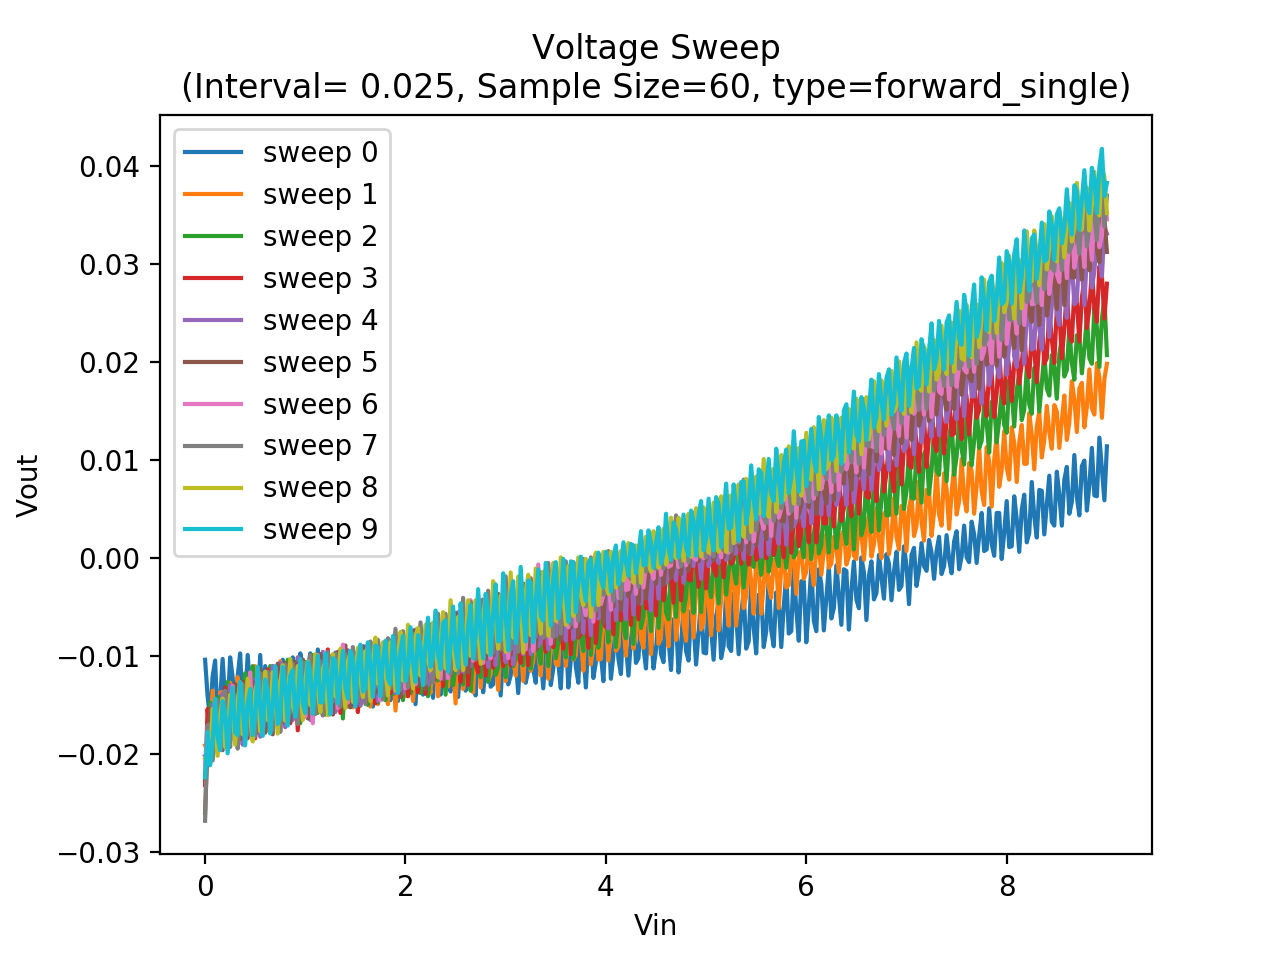 Voltage Sweep
(Interval= 0.025, Sample Size=60, type=forward_single)
sweep 0
sweep 1
sweep 2
sweep 3
sweep 4
sweep 5
sweep 6
sweep 7
sweep 8
sweep 9
0.04
0.03
0.02
0.01
0.00
−0.01
−0.02
−0.03
Vout
0 2 4 6 8
Vin